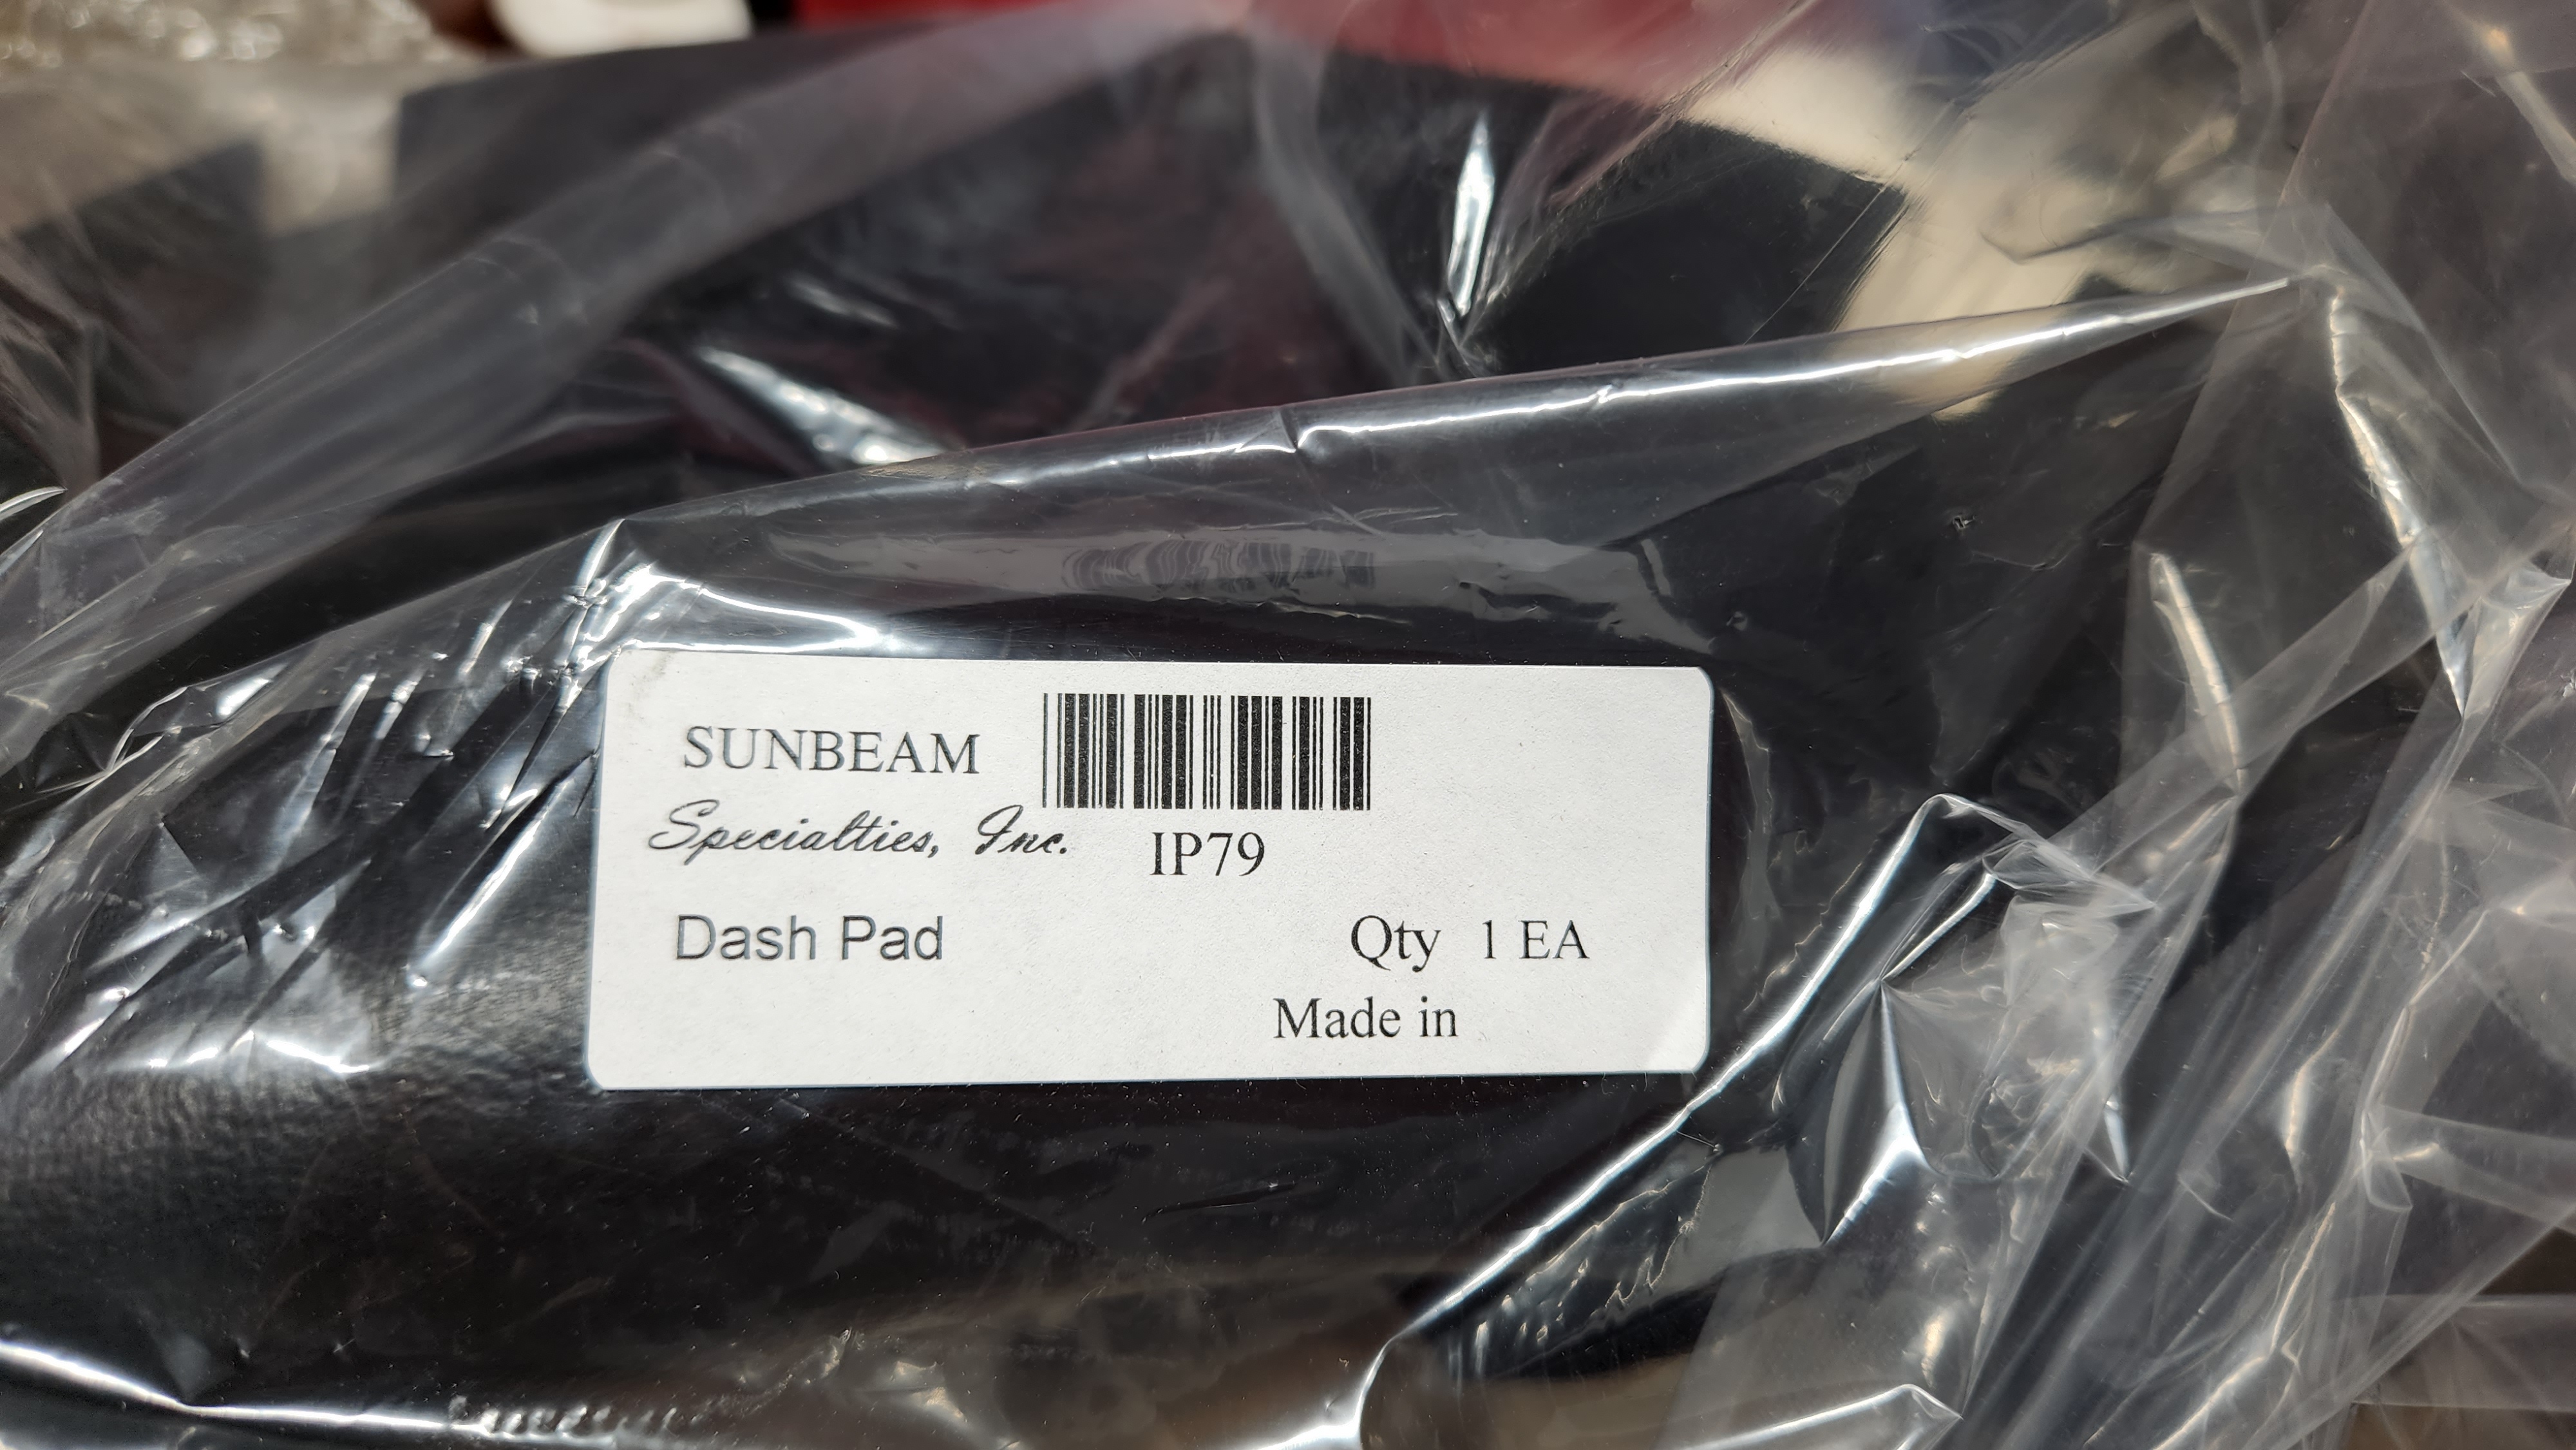 SUNBEAM
Specialties, Inc.
IP79
Dash Pad
Qty 1 EA
Made in